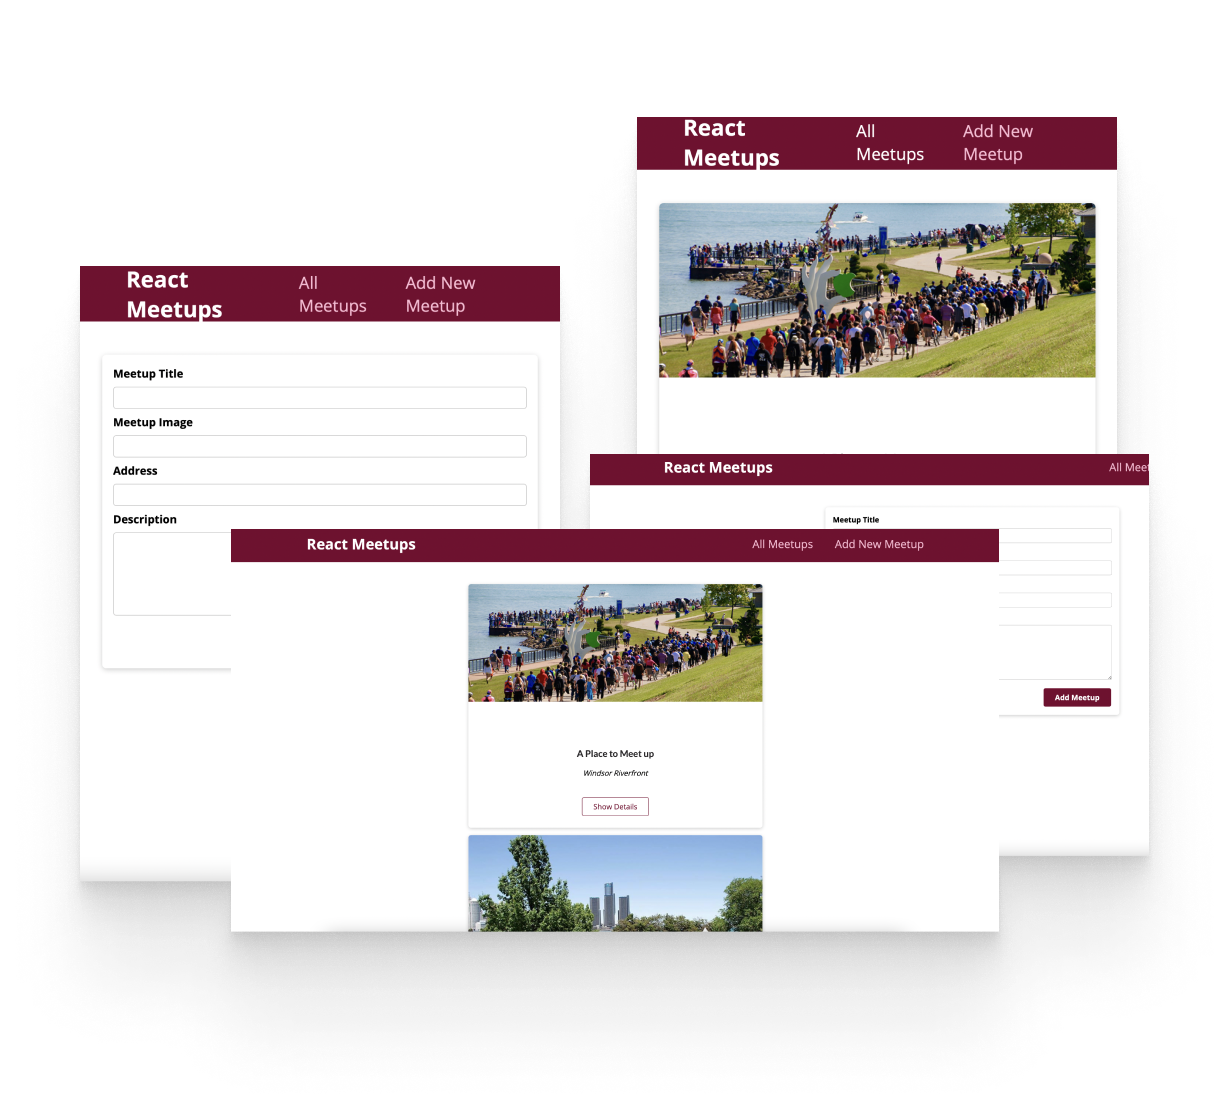 React
Meetups
All
Meetups
Add New
Meetup
React
Meetups
All
Meetups
Add New
Meetup
Meetup Title
Meetup Image
Address
Description
React Meetups
All Meet
Meetup Title
Add Meetup
React Meetups
All Meetups
Add New Meetup
A Place to Meet up
Windsor Riverfront
Show Details